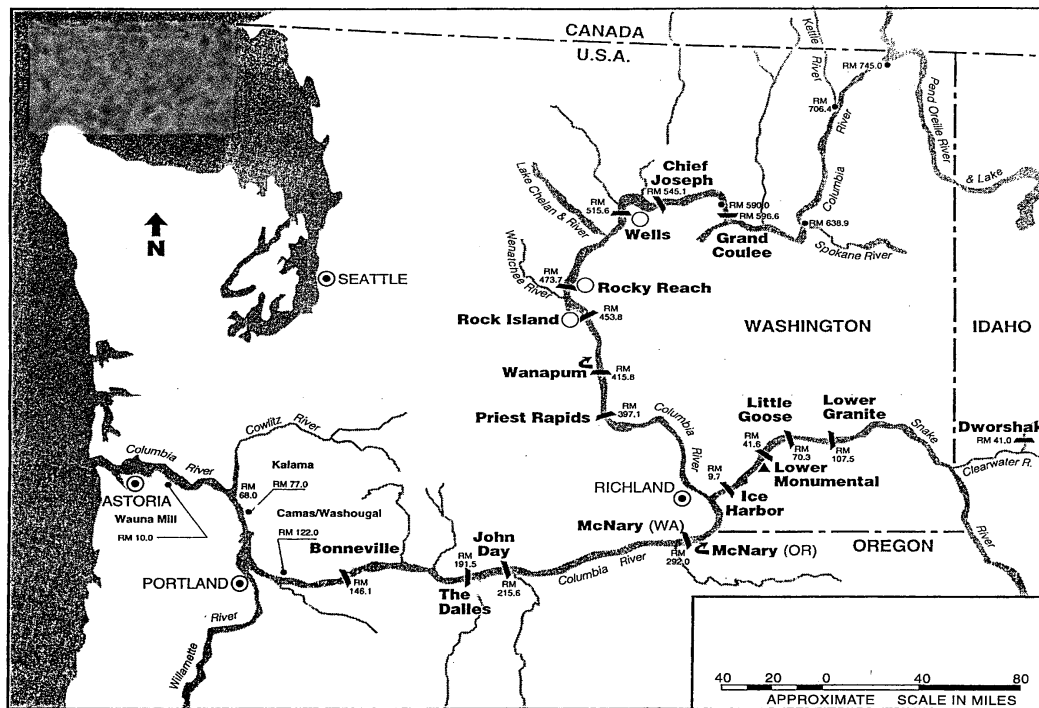 CANADA
U.S.A.
Kettle
River
RM 745.0
RM
706.4
Pend Oreille River
& Lake
River
Columbia
Chief
Joseph
RM 545.1
RM
515.6
Wells
RM 590.0
RM 596.6
Grand
Coulee
RM 638.9
Spokane River
Lake Chelan & River
N
SEATTLE
Wenatchee
River
RM
473.7
Rocky Reach
Rock Island
RM
453.8
WASHINGTON
IDAHO
Wanapum
RM
415.8
Priest Rapids
RM
397.1
Columbia
River
Little
Goose
Lower
Granite
Snake
Dworshak
RM 41.0
Clearwater R.
RM
41.6
RM
70.3
RM
107.5
Lower
Monumental
RM
9.7
Ice
Harbor
RICHLAND
Cowlitz
River
Columbia
River
Kalama
RM 77.0
RM
68.0
ASTORIA
Wauna Mill
RM 10.0
Camas/Washougal
RM 122.0
Bonneville
RM
146.1
John
Day
RM
191.5
The
Dalles
RM
215.6
Columbia
River
McNary (WA)
RM
292.0
McNary (OR)
OREGON
River
PORTLAND
River
Willamette
40 20 0 40 80
APPROXIMATE SCALE IN MILES